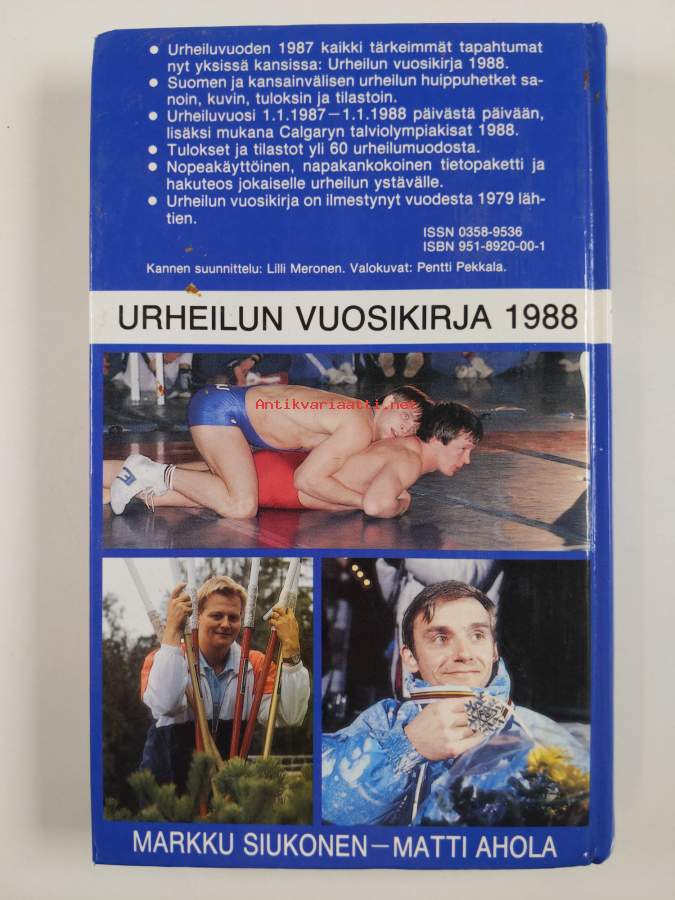 • Urheiluvuoden 1987 kaikki tärkeimmät tapahtumat
nyt yksissä kansissa: Urheilun vuosikirja 1988.
• Suomen ja kansainvälisen urheilun huippuhetket sa-
noin, kuvin, tuloksin ja tilastoin.
• Urheiluvuosi 1.1.1987–1.1.1988 päivästä päivään,
lisäksi mukana Calgaryn talviolympiakisat 1988.
• Tulokset ja tilastot yli 60 urheilumuodosta.
• Nopeakäyttöinen, napakankokoinen tietopaketti ja
hakuteos jokaiselle urheilun ystävälle.
• Urheilun vuosikirja on ilmestynyt vuodesta 1979 läh-
tien.
ISSN 0358-9536
ISBN 951-8920-00-1
Kannen suunnittelu: Lilli Meronen. Valokuvat: Pentti Pekkala.
URHEILUN VUOSIKIRJA 1988
Antikvariaatti.net
MARKKU SIUKONEN–MATTI AHOLA